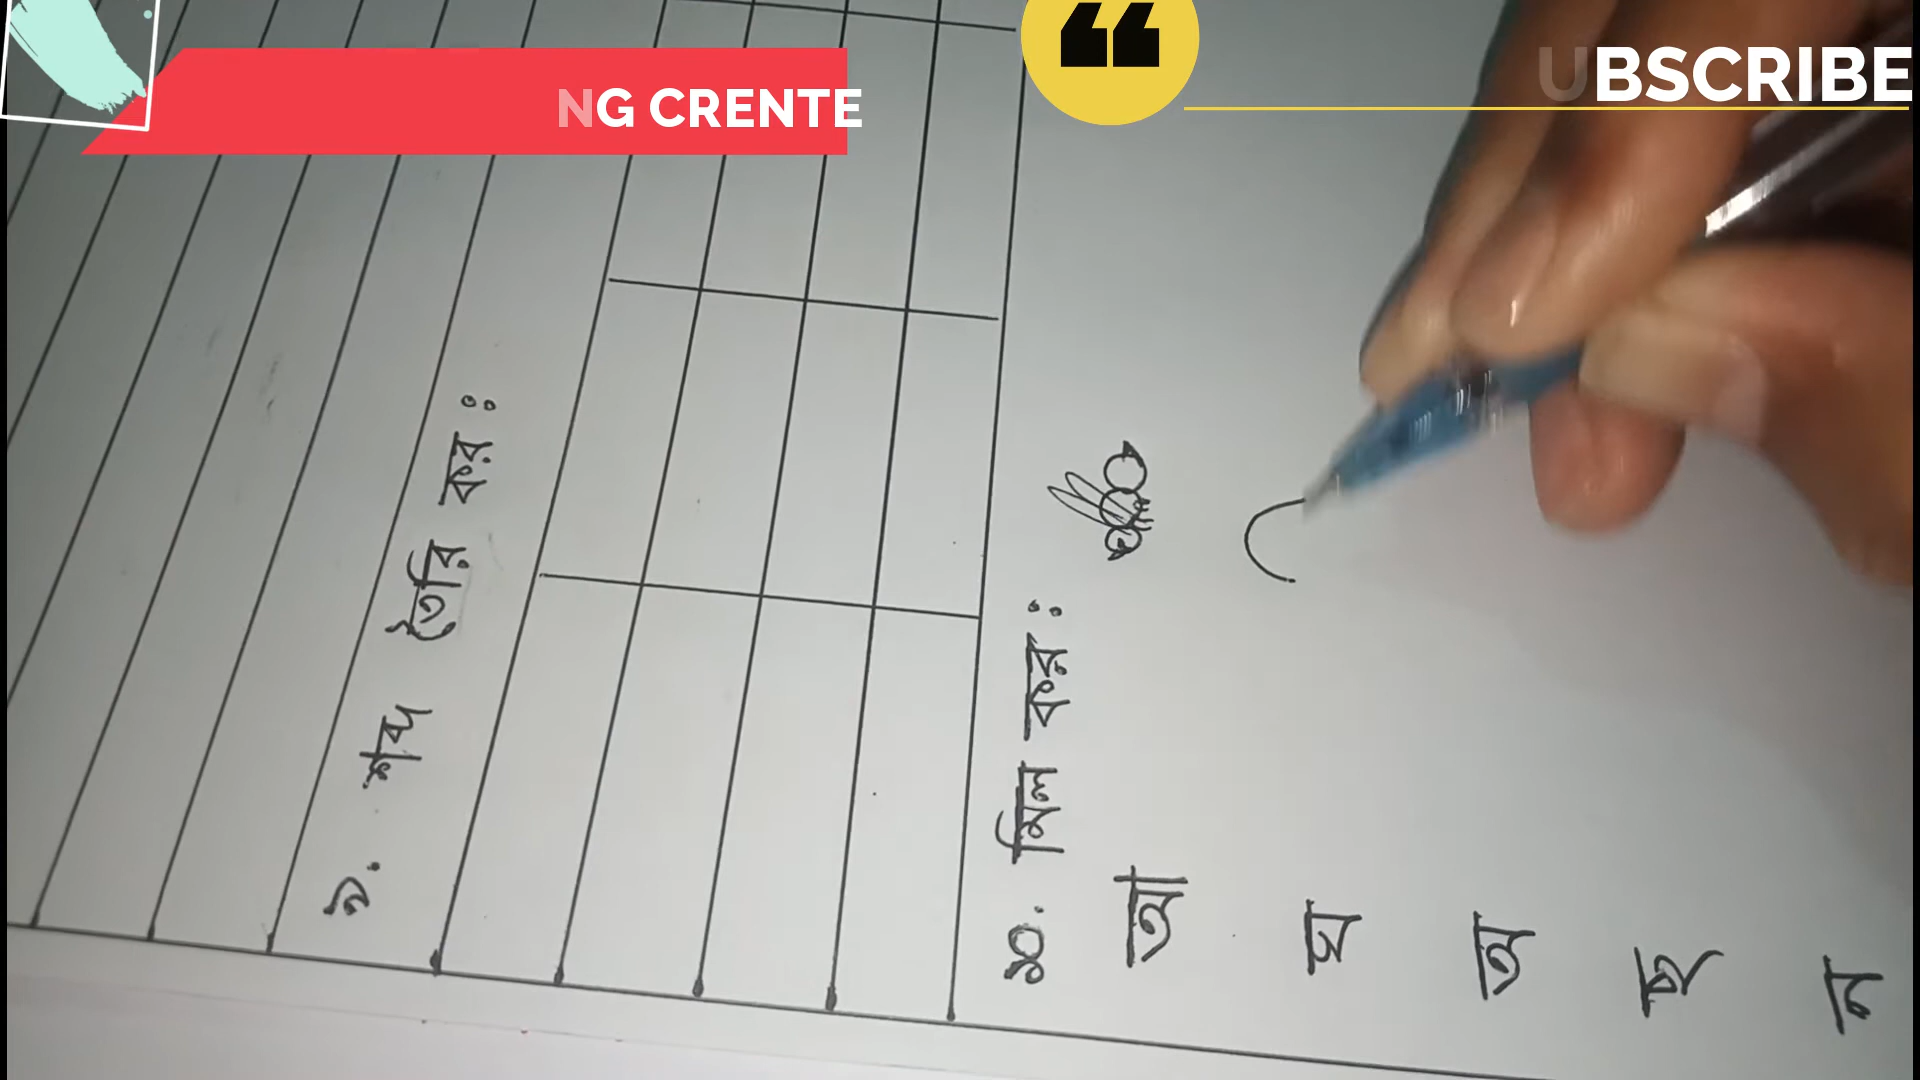 NG CRENTE
UBSCRIBE
৯. শব্দ তৈরি কর :
১০. মিল কর :
আ
ঘ
অ
ছ
ন